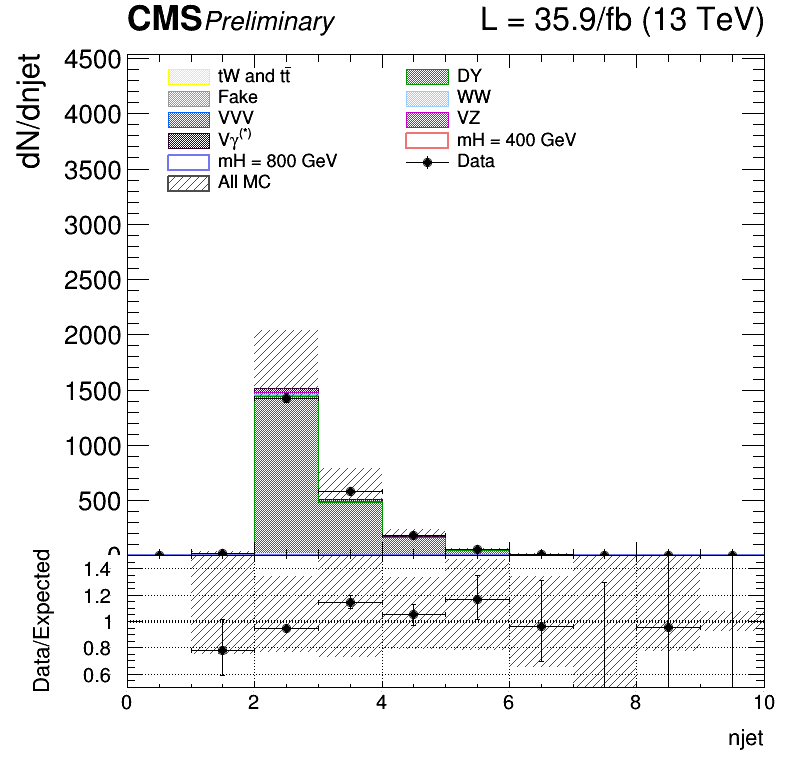 CMS Preliminary L = 35.9/fb (13 TeV)
dN/dnjet
4500
4000
3500
3000
2500
2000
1500
1000
500
0
tW and tt̄
DY
Fake
WW
VVV
VZ
Vγ(*)
mH = 400 GeV
mH = 800 GeV
Data
All MC
Data/Expected
1.4
1.2
1
0.8
0.6
0 2 4 6 8 10
njet